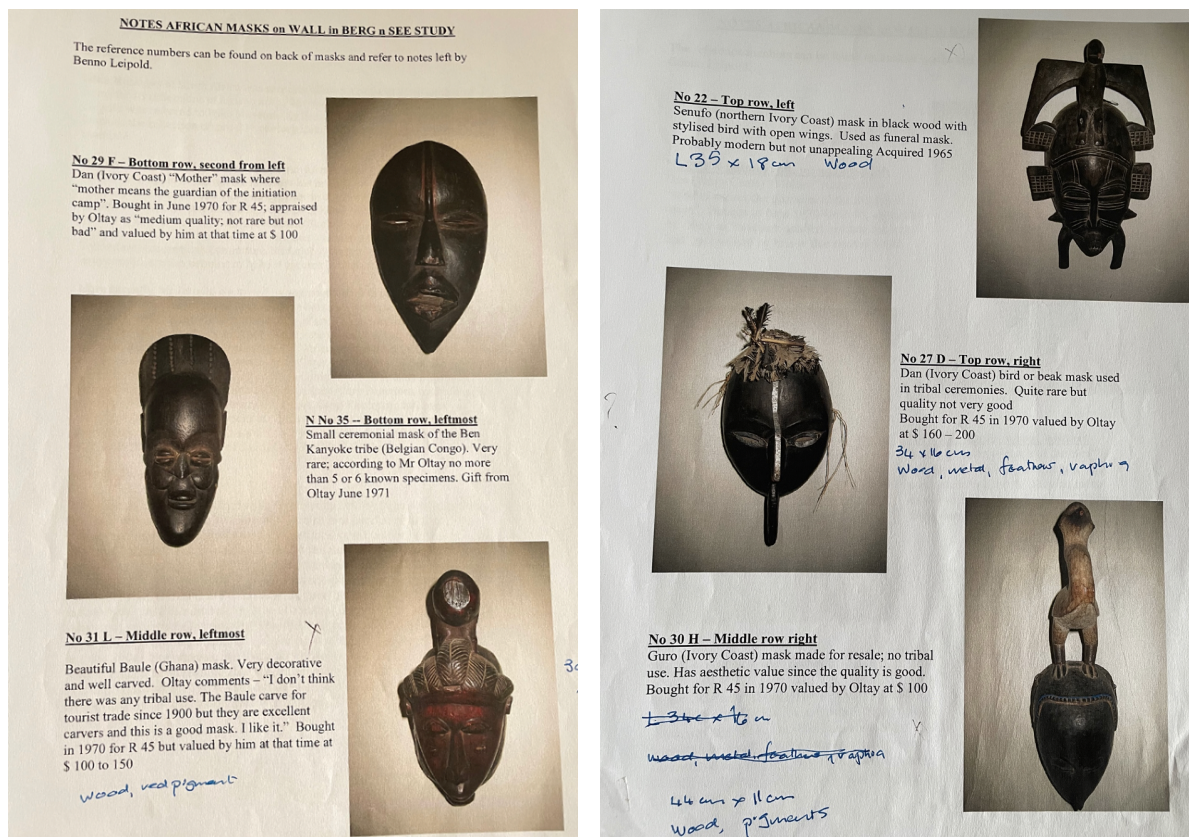 NOTES AFRICAN MASKS on WALL in BERG n SEE STUDY
The reference numbers can be found on back of masks and refer to notes left by
Benno Leipold.
No 29 F – Bottom row, second from left
Dan (Ivory Coast) “Mother” mask where
“mother means the guardian of the initiation
camp”. Bought in June 1970 for R 45; appraised
by Oltay as “medium quality; not rare but not
bad” and valued by him at that time at $ 100
N No 35 -- Bottom row, leftmost
Small ceremonial mask of the Ben
Kanyoke tribe (Belgian Congo). Very
rare; according to Mr Oltay no more
than 5 or 6 known specimens. Gift from
Oltay June 1971
No 31 L – Middle row, leftmost
Beautiful Baule (Ghana) mask. Very decorative
and well carved. Oltay comments – “I don’t think
there was any tribal use. The Baule carve for
tourist trade since 1900 but they are excellent
carvers and this is a good mask. I like it.” Bought
in 1970 for R 45 but valued by him at that time at
$ 100 to 150
wood, red pigment
No 22 – Top row, left
Senufo (northern Ivory Coast) mask in black wood with
stylised bird with open wings. Used as funeral mask.
Probably modern but not unappealing Acquired 1965
L35 x 18cm Wood
?
No 27 D – Top row, right
Dan (Ivory Coast) bird or beak mask used
in tribal ceremonies. Quite rare but
quality not very good
Bought for R 45 in 1970 valued by Oltay
at $ 160 – 200
34 x 16 cms
Wood, metal, feathers, raphia
No 30 H – Middle row right
Guro (Ivory Coast) mask made for resale; no tribal
use. Has aesthetic value since the quality is good.
Bought for R 45 in 1970 valued by Oltay at $ 100
wood, metal, feathers, raphia
44 cm x 11cm
Wood, pigments